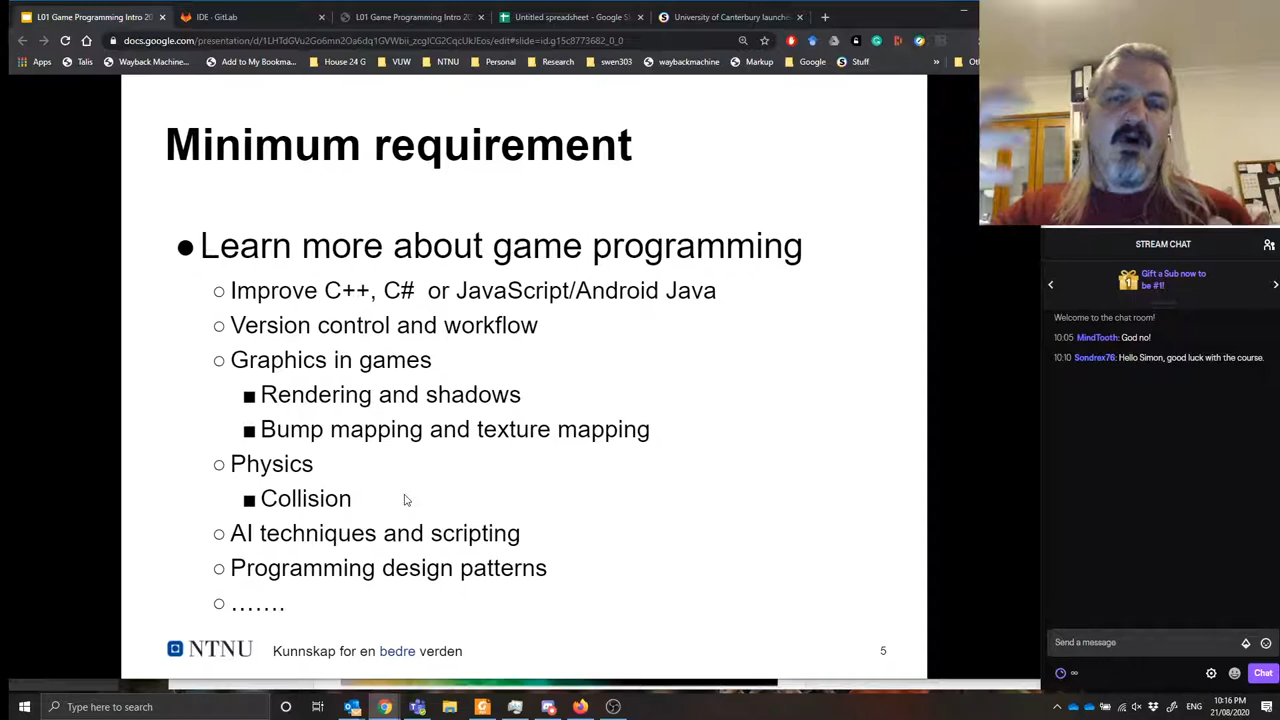 L01 Game Programming Intro 20
IDE · GitLab
L01 Game Programming Intro 20
Untitled spreadsheet - Google S
University of Canterbury launche
docs.google.com/presentation/d/1LHTdGVu2Go6mn2Oa6dq1GVWbii_zcgICG2CqcUkJEos/edit#slide=id.g15c8773682_0_0
Apps
Talis
Wayback Machine...
Add to My Bookma...
House 24 G
VUW
NTNU
Personal
Research
swen303
waybackmachine
Markup
Google
Stuff
»
Minimum requirement
● Learn more about game programming
○ Improve C++, C# or JavaScript/Android Java
○ Version control and workflow
○ Graphics in games
■ Rendering and shadows
■ Bump mapping and texture mapping
○ Physics
■ Collision
○ AI techniques and scripting
○ Programming design patterns
○ …….
NTNU
Kunnskap for en bedre verden
5
STREAM CHAT
Gift a Sub now to
be #1!
1
Welcome to the chat room!
10:05 MindTooth: God no!
10:10 Sondrex76: Hello Simon, good luck with the course.
Send a message
Chat
Type here to search
ENG
10:16 PM
21/08/2020